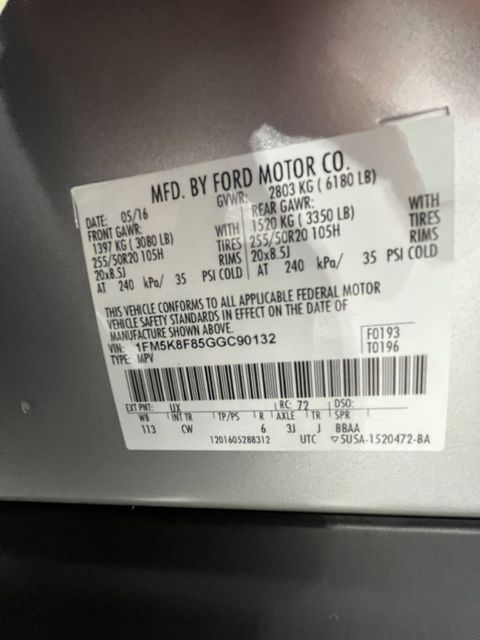 MFD. BY FORD MOTOR CO.
DATE: 05/16 GVWR: 2803 KG ( 6180 LB)
FRONT GAWR: REAR GAWR:
1397 KG ( 3080 LB) WITH 1520 KG ( 3350 LB) WITH
255/50R20 105H TIRES 255/50R20 105H TIRES
20x8.5J RIMS 20x8.5J RIMS
AT 240 kPa/ 35 PSI COLD AT 240 kPa/ 35 PSI COLD
THIS VEHICLE CONFORMS TO ALL APPLICABLE FEDERAL MOTOR
VEHICLE SAFETY STANDARDS IN EFFECT ON THE DATE OF
MANUFACTURE SHOWN ABOVE.
VIN: 1FM5K8F85GGC90132 F0193
TYPE: MPV T0196
EXT PNT: UX RC: 72 DSO:
WB INT TR TP/PS R AXLE TR SPR
113 CW 6 3J J BBAA
1201605288312 UTC ▽5U5A-1520472-BA